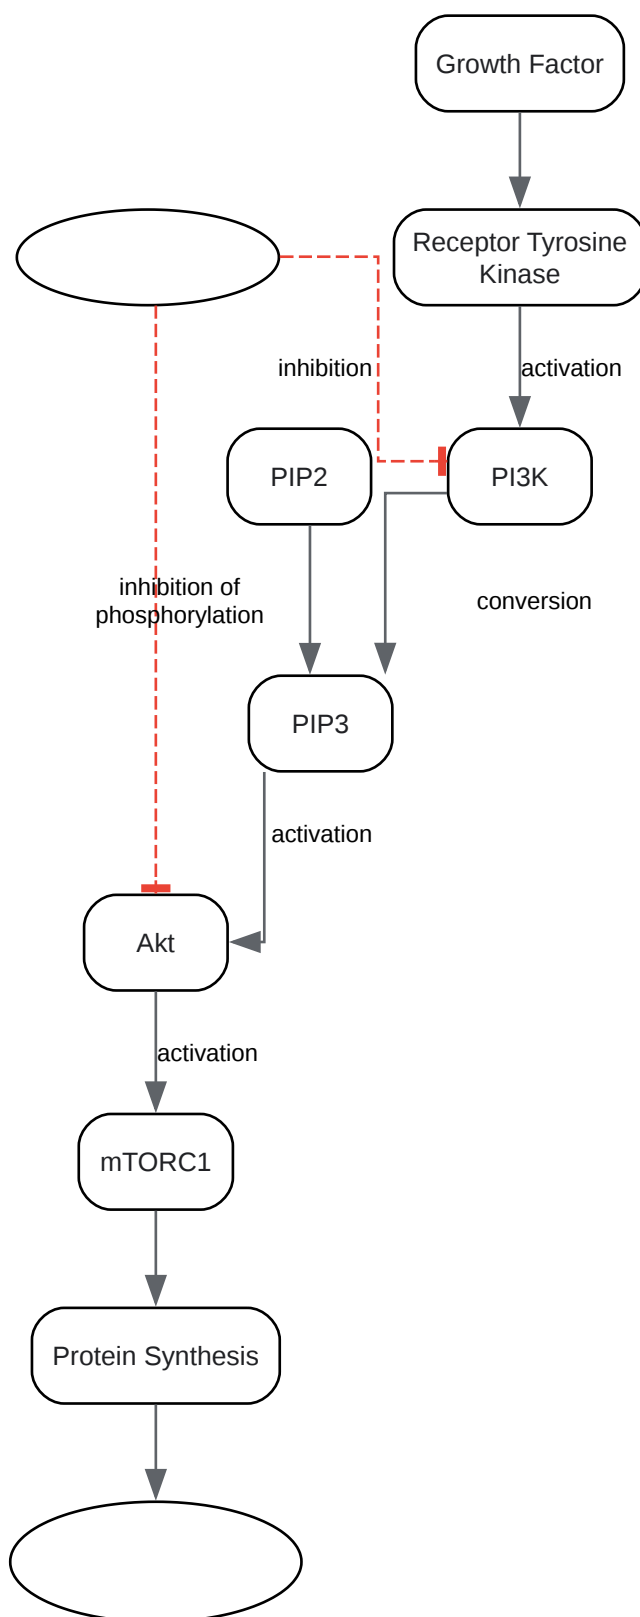 Growth Factor
Receptor Tyrosine
Kinase
inhibition
activation
PIP2
PI3K
inhibition of
phosphorylation
conversion
PIP3
activation
Akt
activation
mTORC1
Protein Synthesis